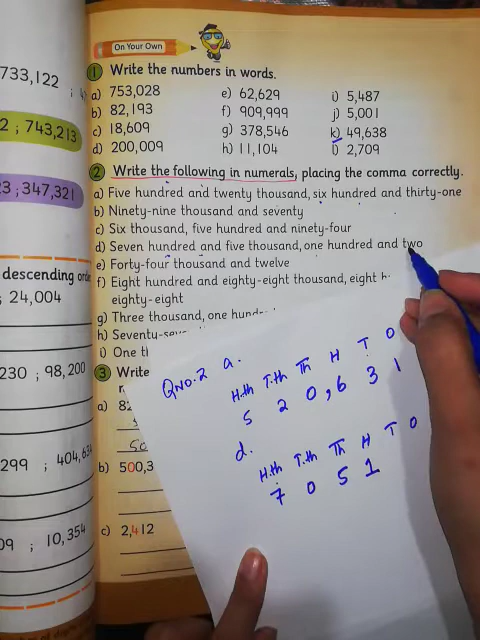 733,122 ;
2 ; 743,213
3 ; 347,321
descending order
; 24,004
230 ; 98,200
299 ; 404,634
09 ; 10,354
On Your Own
1 Write the numbers in words.
a) 753,028 e) 62,629 i) 5,487
b) 82,193 f) 909,999 j) 5,001
c) 18,609 g) 378,546 k) 49,638
d) 200,009 h) 11,104 l) 2,709
2 Write the following in numerals, placing the comma correctly.
a) Five hundred and twenty thousand, six hundred and thirty-one
b) Ninety-nine thousand and seventy
c) Six thousand, five hundred and ninety-four
d) Seven hundred and five thousand, one hundred and two
e) Forty-four thousand and twelve
f) Eight hundred and eighty-eight thousand, eight
eighty-eight
g) Three thousand, one
h)
i) One
3 Write
a)
b) 500,3
c) 2,412
QNO.2 a.
H.th T.th Th H T O
5 2 0,6 3 1
d.
H.th T.th Th H T O
7 0 5 1